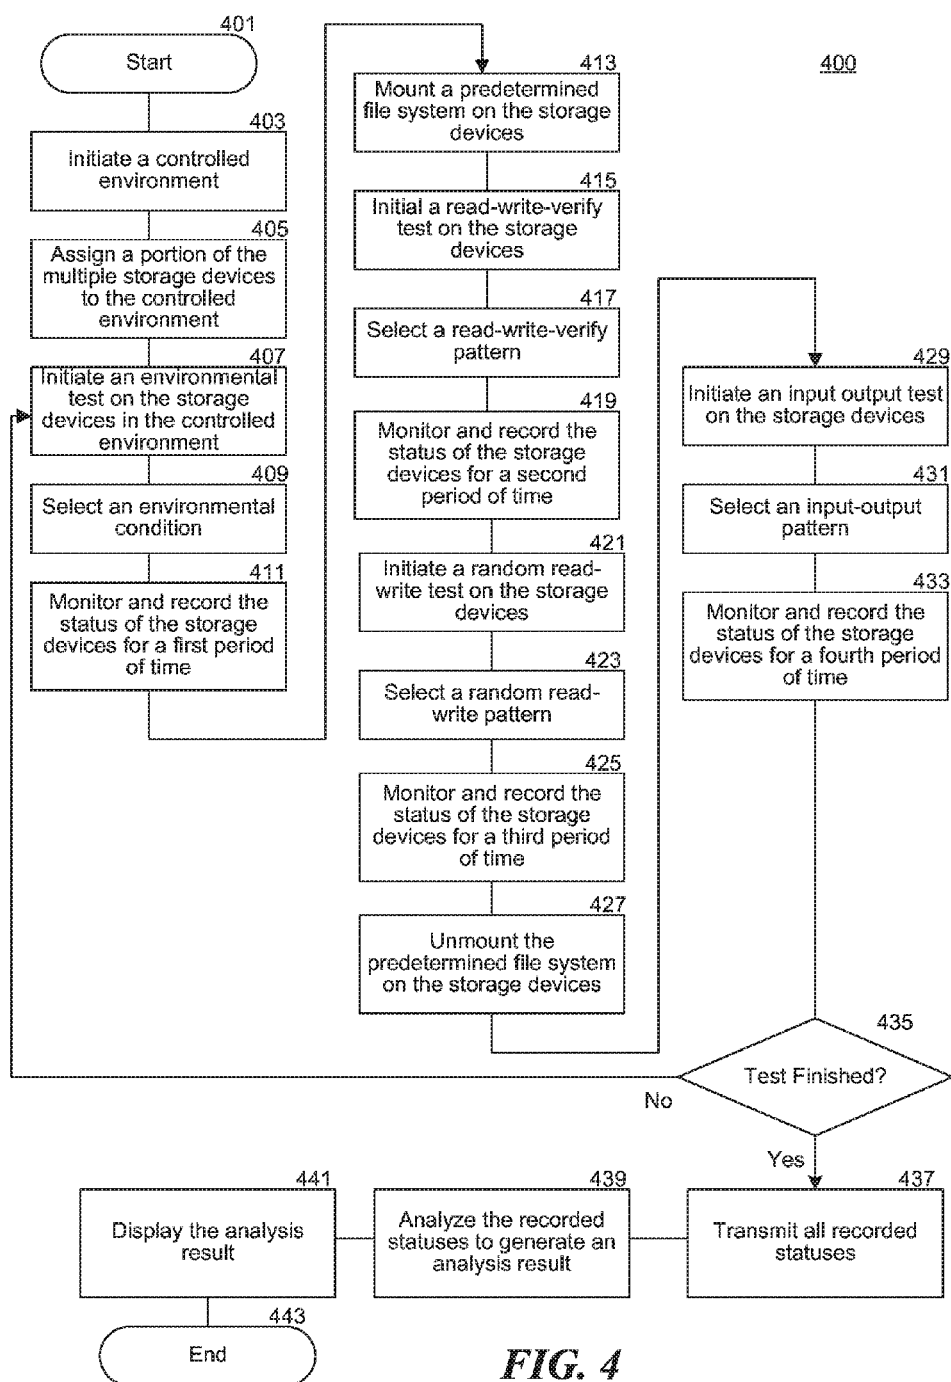 401
Start
403
Initiate a controlled
environment
405
Assign a portion of the
multiple storage devices
to the controlled
environment
407
Initiate an environmental
test on the storage
devices in the controlled
environment
409
Select an environmental
condition
411
Monitor and record the
status of the storage
devices for a first period
of time
413
Mount a predetermined
file system on the storage
devices
415
Initial a read-write-verify
test on the storage
devices
417
Select a read-write-verify
pattern
419
Monitor and record the
status of the storage
devices for a second
period of time
421
Initiate a random read-
write test on the storage
devices
423
Select a random read-
write pattern
425
Monitor and record the
status of the storage
devices for a third period
of time
427
Unmount the
predetermined file system
on the storage devices
400
429
Initiate an input output test
on the storage devices
431
Select an input-output
pattern
433
Monitor and record the
status of the storage
devices for a fourth period
of time
435
Test Finished?
No
Yes
437
Transmit all recorded
statuses
439
Analyze the recorded
statuses to generate an
analysis result
441
Display the analysis
result
443
End
FIG. 4